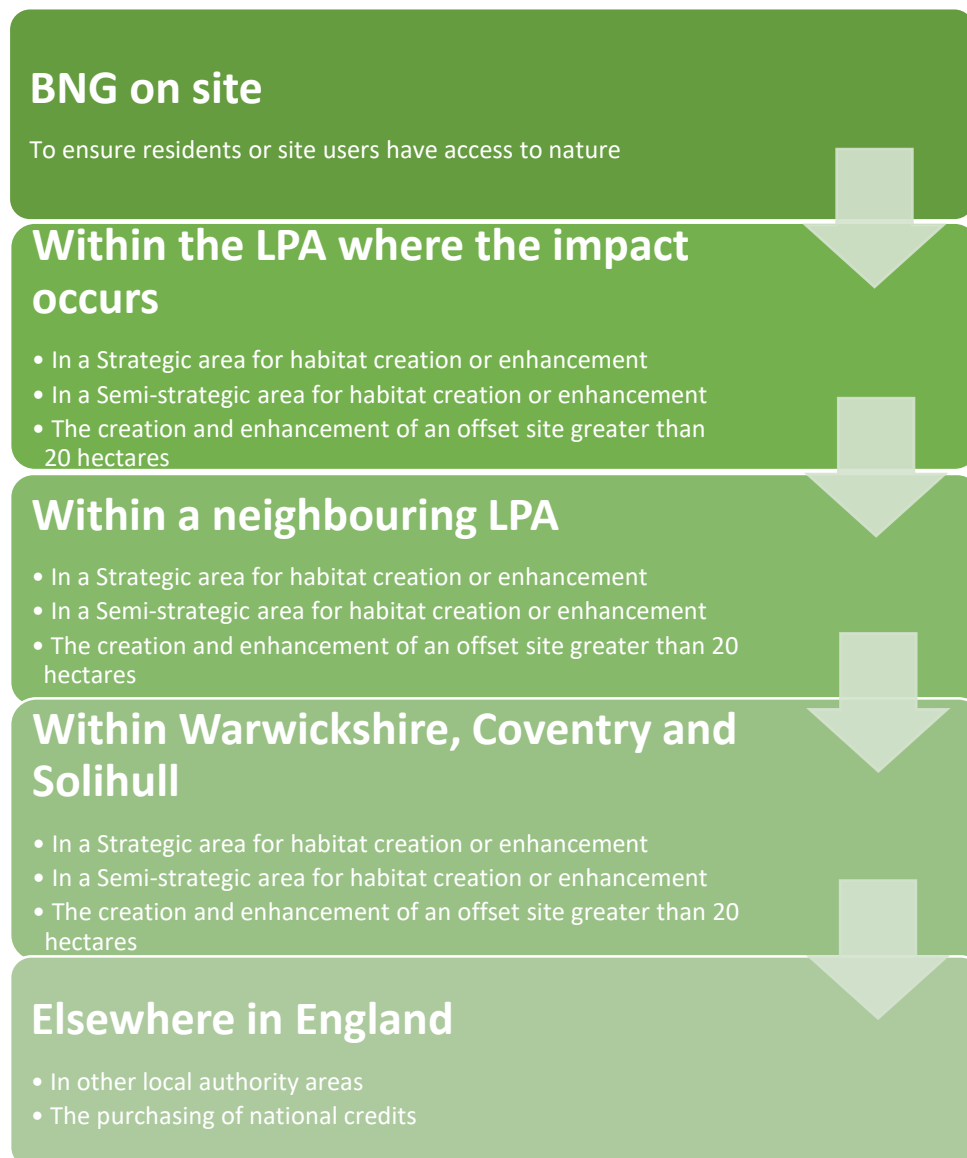 BNG on site
To ensure residents or site users have access to nature
Within the LPA where the impact
occurs
• In a Strategic area for habitat creation or enhancement
• In a Semi-strategic area for habitat creation or enhancement
• The creation and enhancement of an offset site greater than
20 hectares
Within a neighbouring LPA
• In a Strategic area for habitat creation or enhancement
• In a Semi-strategic area for habitat creation or enhancement
• The creation and enhancement of an offset site greater than 20
hectares
Within Warwickshire, Coventry and
Solihull
• In a Strategic area for habitat creation or enhancement
• In a Semi-strategic area for habitat creation or enhancement
• The creation and enhancement of an offset site greater than 20
hectares
Elsewhere in England
• In other local authority areas
• The purchasing of national credits